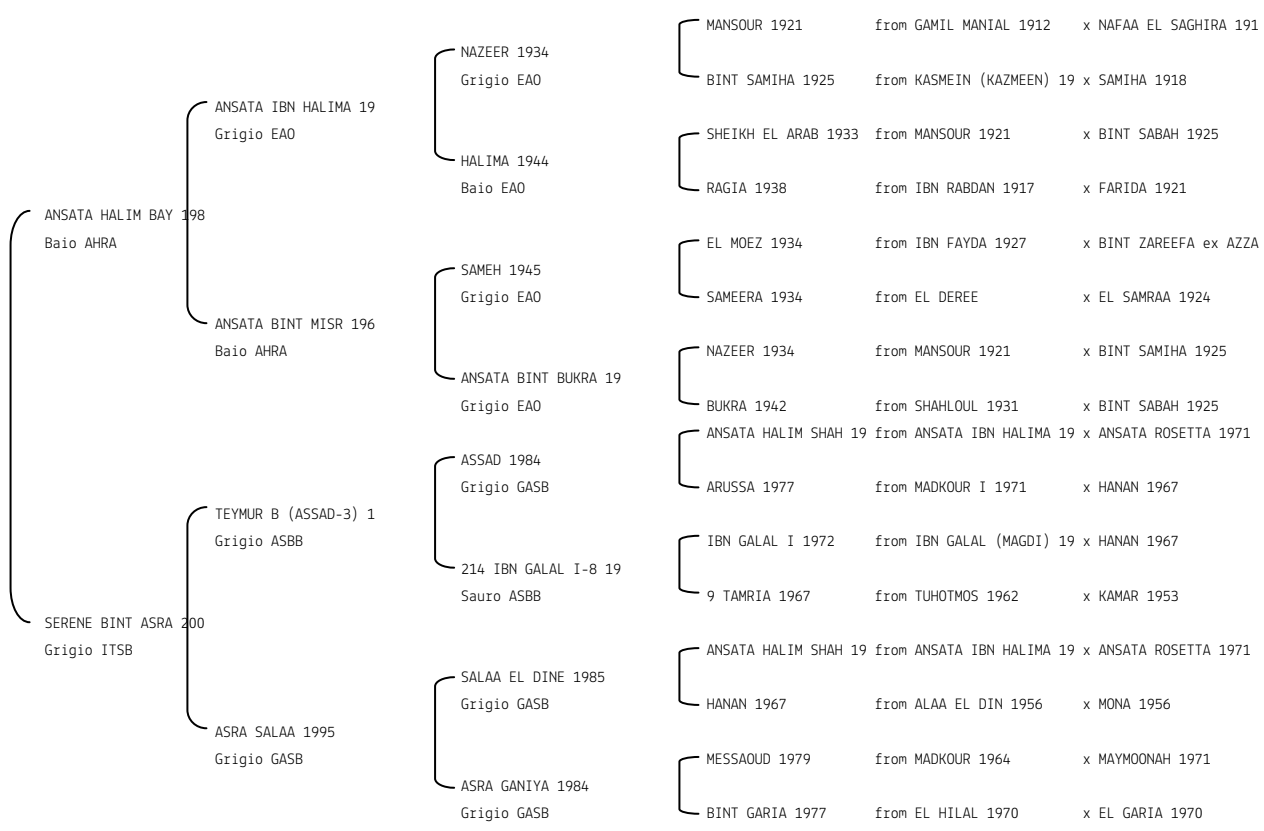 MANSOUR 1921 from GAMIL MANIAL 1912 x NAFAA EL SAGHIRA 191
NAZEER 1934
Grigio EAO
BINT SAMIHA 1925 from KASMEIN (KAZMEEN) 19 x SAMIHA 1918
ANSATA IBN HALIMA 19
Grigio EAO
SHEIKH EL ARAB 1933 from MANSOUR 1921 x BINT SABAH 1925
HALIMA 1944
Baio EAO
RAGIA 1938 from IBN RABDAN 1917 x FARIDA 1921
ANSATA HALIM BAY 198
Baio AHRA
EL MOEZ 1934 from IBN FAYDA 1927 x BINT ZAREEFA ex AZZA
SAMEH 1945
Grigio EAO
SAMEERA 1934 from EL DEREE x EL SAMRAA 1924
ANSATA BINT MISR 196
Baio AHRA
NAZEER 1934 from MANSOUR 1921 x BINT SAMIHA 1925
ANSATA BINT BUKRA 19
Grigio EAO
BUKRA 1942 from SHAHLOUL 1931 x BINT SABAH 1925
ANSATA HALIM SHAH 19 from ANSATA IBN HALIMA 19 x ANSATA ROSETTA 1971
ASSAD 1984
Grigio GASB
ARUSSA 1977 from MADKOUR I 1971 x HANAN 1967
TEYMUR B (ASSAD-3) 1
Grigio ASBB
IBN GALAL I 1972 from IBN GALAL (MAGDI) 19 x HANAN 1967
214 IBN GALAL I-8 19
Sauro ASBB
9 TAMRIA 1967 from TUHOTMOS 1962 x KAMAR 1953
SERENE BINT ASRA 200
Grigio ITSB
ANSATA HALIM SHAH 19 from ANSATA IBN HALIMA 19 x ANSATA ROSETTA 1971
SALAA EL DINE 1985
Grigio GASB
HANAN 1967 from ALAA EL DIN 1956 x MONA 1956
ASRA SALAA 1995
Grigio GASB
MESSAOUD 1979 from MADKOUR 1964 x MAYMOONAH 1971
ASRA GANIYA 1984
Grigio GASB
BINT GARIA 1977 from EL HILAL 1970 x EL GARIA 1970